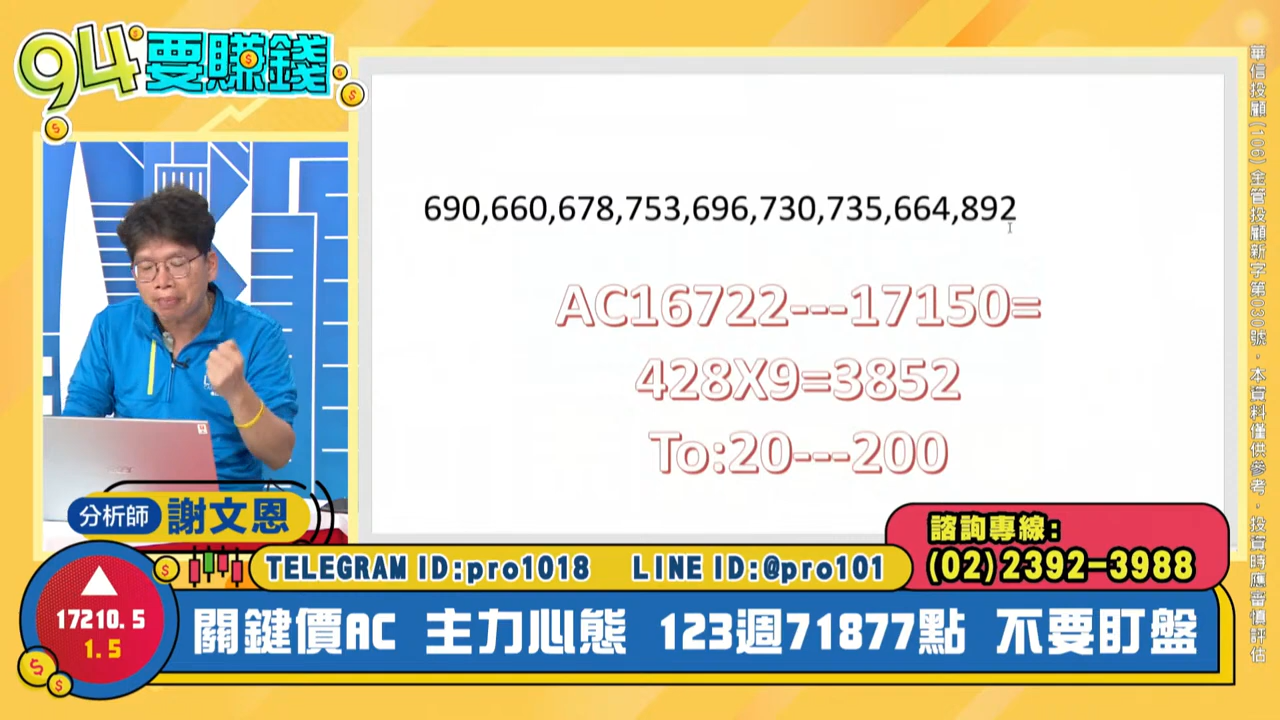 94要賺錢
690,660,678,753,696,730,735,664,892
AC16722---17150=
428X9=3852
To:20---200
華信投顧(106)金管投顧新字第030號，本資料僅供參考，投資時應審慎評估
分析師 謝文恩
諮詢專線:
(02)2392-3988
TELEGRAM ID:pro1018 LINE ID:@pro101
17210.5
1.5
關鍵價AC 主力心態 123週71877點 不要盯盤